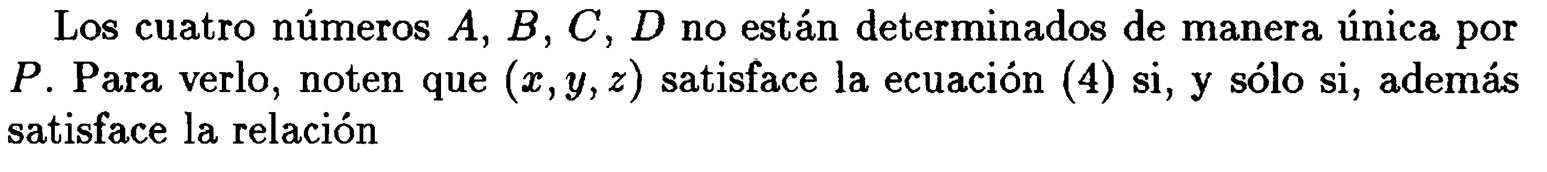 Los cuatro números A, B, C, D no están determinados de manera única por
P. Para verlo, noten que (x, y, z) satisface la ecuación (4) si, y sólo si, además
satisface la relación